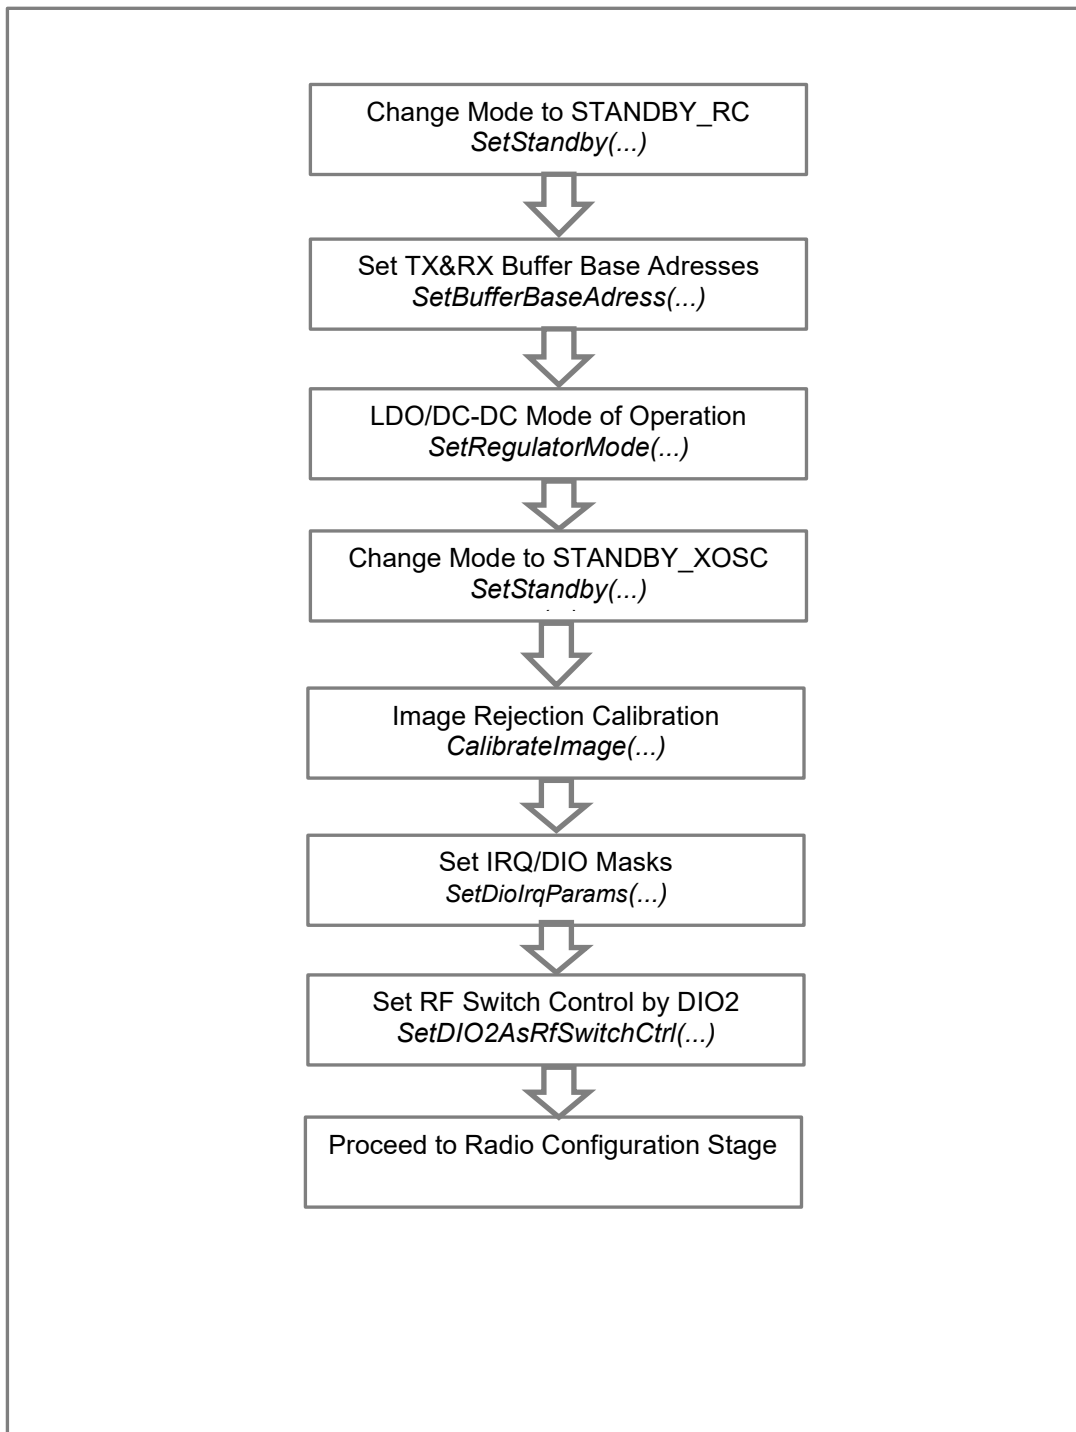 Change Mode to STANDBY_RC
SetStandby(...)
Set TX&RX Buffer Base Adresses
SetBufferBaseAdress(...)
LDO/DC-DC Mode of Operation
SetRegulatorMode(...)
Change Mode to STANDBY_XOSC
SetStandby(...)
Image Rejection Calibration
CalibrateImage(...)
Set IRQ/DIO Masks
SetDioIrqParams(...)
Set RF Switch Control by DIO2
SetDIO2AsRfSwitchCtrl(...)
Proceed to Radio Configuration Stage